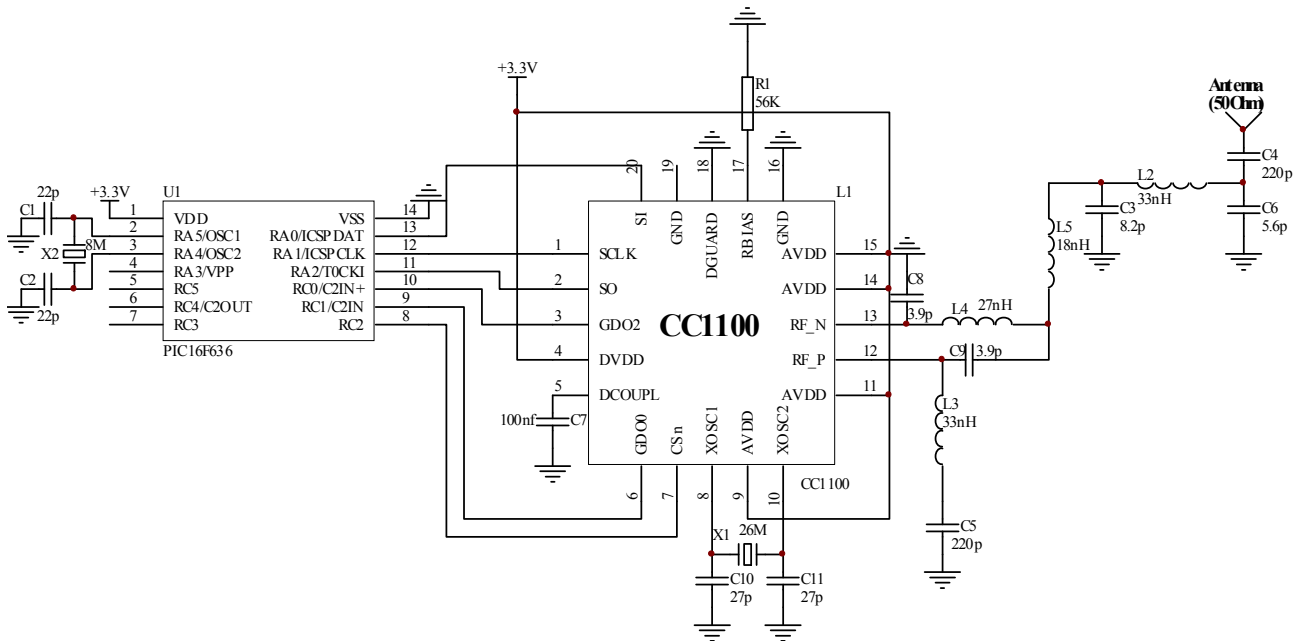 +3.3V
R1
56K
Antenna
(50Ohm)
C4
220p
L2
33nH
C3
8.2p
C6
5.6p
L5
18nH
22p
+3.3V
U1
C1
X2
8M
C2
22p
1
2
3
4
5
6
7
VDD
RA5/OSC1
RA4/OSC2
RA3/VPP
RC5
RC4/C2OUT
RC3
VSS
RA0/ICSPDAT
RA1/ICSPCLK
RA2/T0CKI
RC0/C2IN+
RC1/C2IN
RC2
14
13
12
11
10
9
8
PIC16F636
20
19
18
17
16
L1
SI
GND
DGUARD
RBIAS
GND
1
2
3
4
5
SCLK
SO
GDO2
DVDD
DCOUPL
CC1100
AVDD
AVDD
RF_N
RF_P
AVDD
15
14
13
12
11
GDO0
CSn
XOSC1
AVDD
XOSC2
6
7
8
9
10
CC1100
100nf
C7
C8
3.9p
L4
27nH
C9
3.9p
L3
33nH
C5
220p
X1
26M
C10
27p
C11
27p